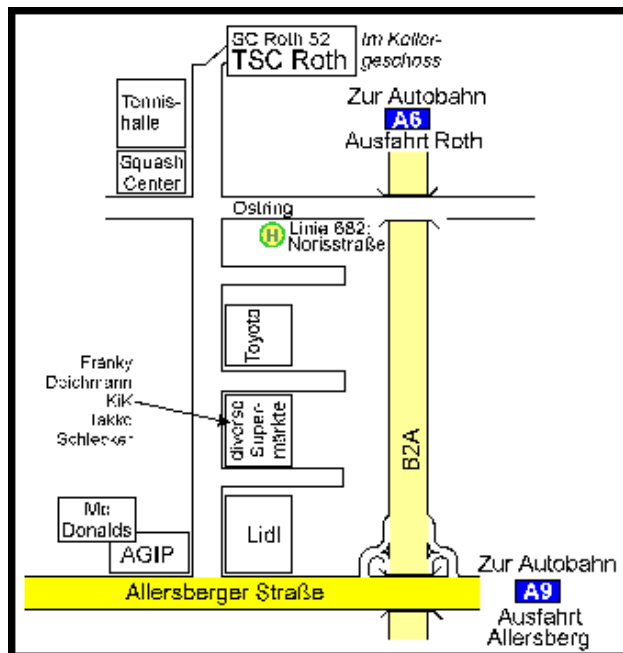 SC Roth 52
TSC Roth
Im Keller-
geschoss
Tennis-
halle
Squash
Center
Zur Autobahn
A6
Ausfahrt Roth
Ostring
H
Linie 682:
Norisstraße
Toyota
Franky
Deichmann
KiK
Takko
Schlecker
diverse
Super-
märkte
B2A
Mc
Donalds
AGIP
Lidl
Allersberger Straße
Zur Autobahn
A9
Ausfahrt
Allersberg